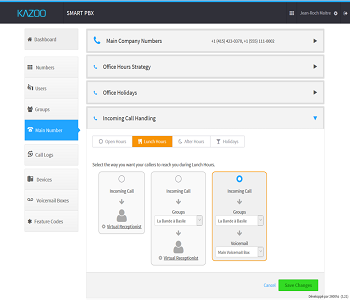 KAZOO
SMART PBX
Jean-Roch Maitre
Dashboard
Numbers
Users
Groups
Main Number
Call Logs
Devices
Voicemail Boxes
Feature Codes
Main Company Numbers
+1 (415) 423-0378, +1 (555) 111-0002
Office Hours Strategy
Office Holidays
Incoming Call Handling
Open Hours
Lunch Hours
After Hours
Holidays
Select the way you want your callers to reach you during Lunch Hours.
Incoming Call
Virtual Receptionist
Incoming Call
Groups
La Bande à Basile
Virtual Receptionist
Incoming Call
Groups
La Bande à Basile
Voicemail
Main Voicemail Box
Cancel
Save Changes